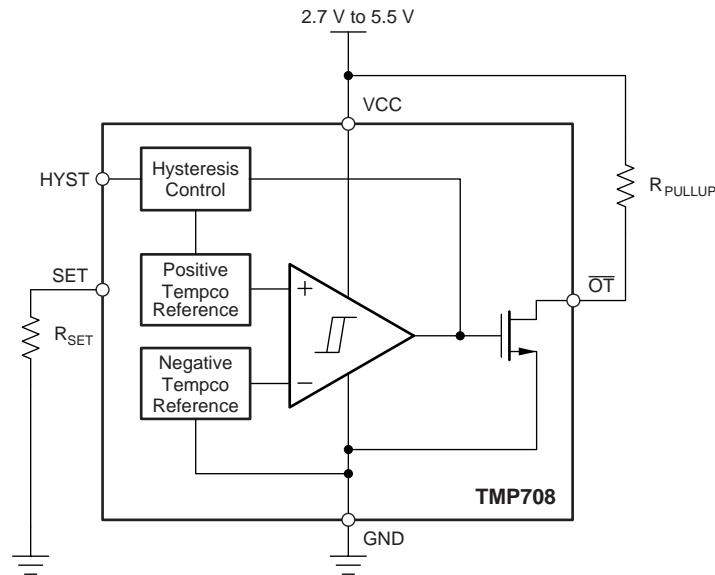 2.7 V to 5.5 V
VCC
HYST
Hysteresis
Control
R_PULLUP
SET
Positive
Tempco
Reference
+
O̅T̅
R_SET
Negative
Tempco
Reference
−
TMP708
GND